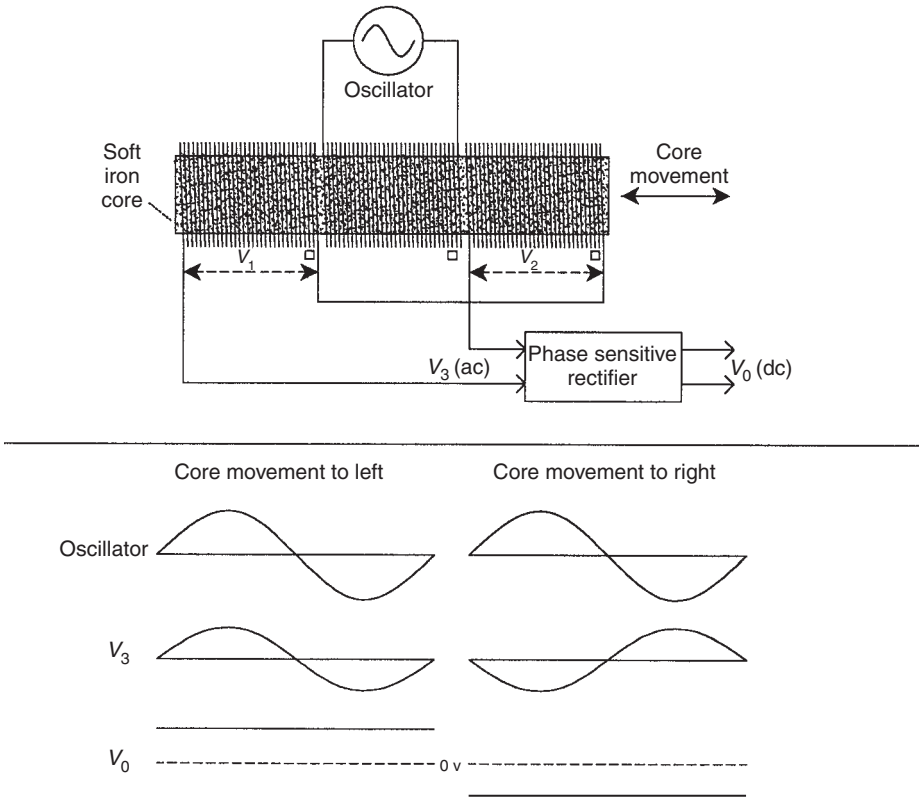 Oscillator
Soft
iron
core
Core
movement
V1
V2
V3 (ac)
Phase sensitive
rectifier
V0 (dc)
Core movement to left
Core movement to right
Oscillator
V3
V0
0 v